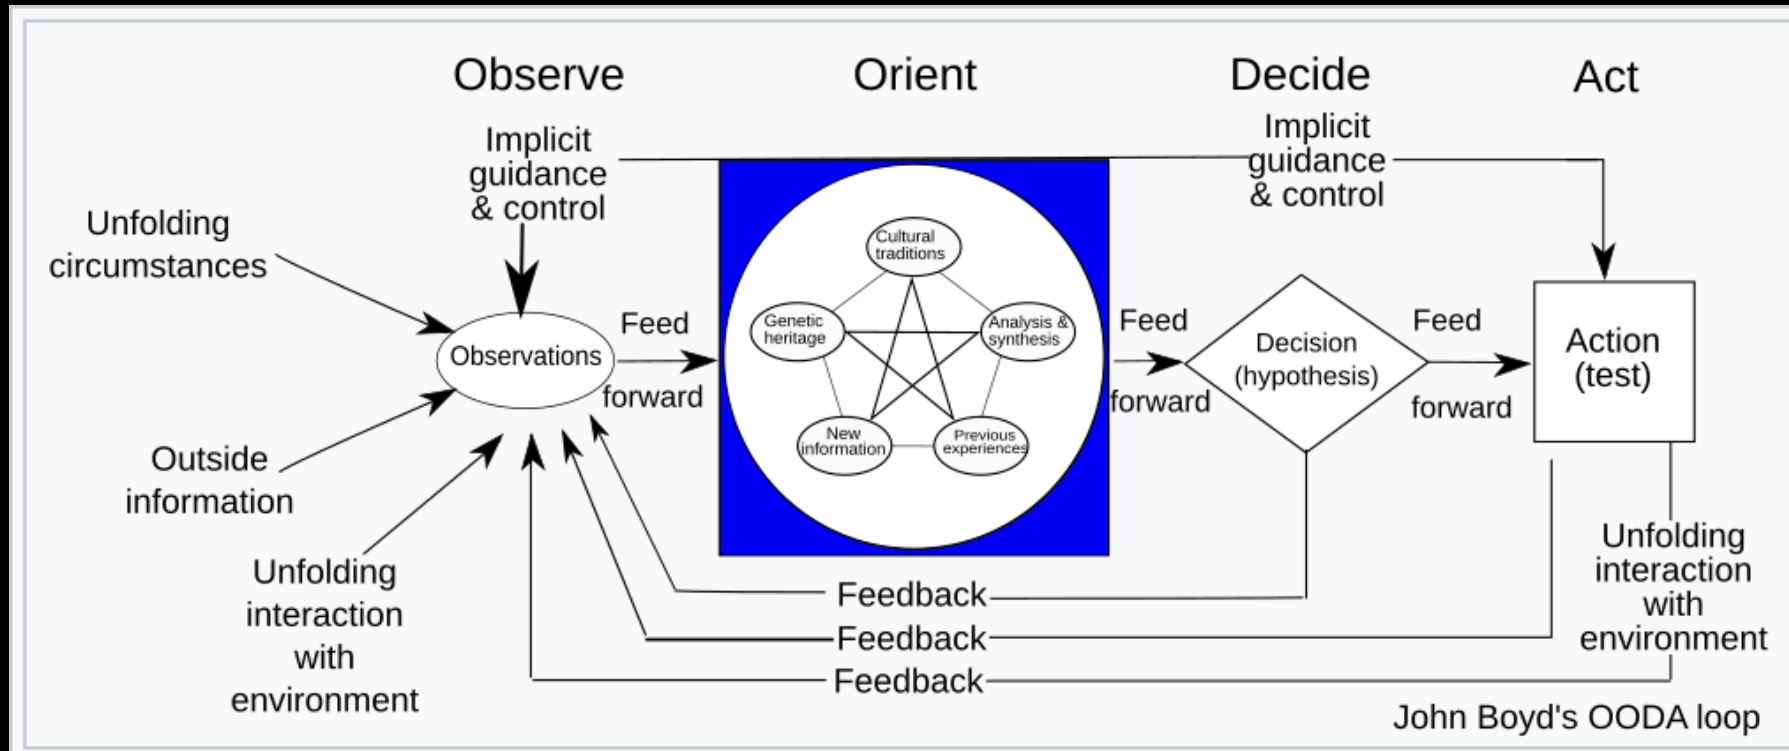 Observe
Orient
Decide
Act
Implicit
guidance
& control
Implicit
guidance
& control
Unfolding
circumstances
Observations
Feed
forward
Cultural
traditions
Genetic
heritage
Analysis &
synthesis
New
information
Previous
experiences
Feed
forward
Decision
(hypothesis)
Feed
forward
Action
(test)
Outside
information
Unfolding
interaction
with
environment
Unfolding
interaction
with
environment
Feedback
Feedback
Feedback
John Boyd's OODA loop